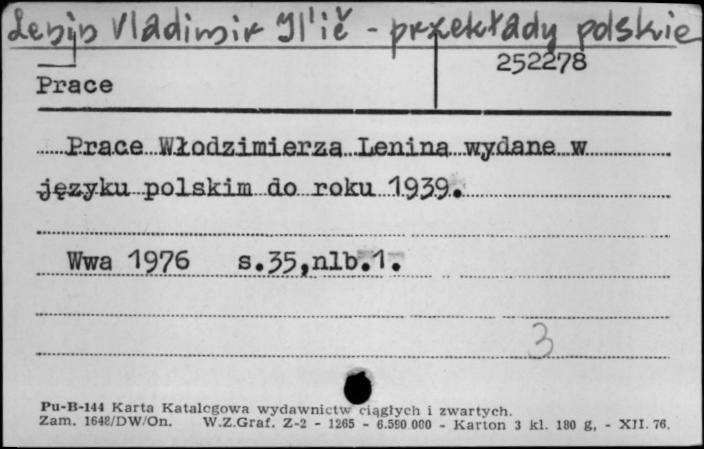 Lenin Vladimir Il'ič - przekłady polskie
252278
Prace
Prace Włodzimierza Lenina wydane w
języku polskim do roku 1939.
Wwa 1976 s.35,nlb.1.
3
Pu-B-144 Karta Katalogowa wydawnictw ciągłych i zwartych.
Zam. 1648/DW/On. W.Z.Graf. Z-2 - 1265 - 6.590 000 - Karton 3 kl. 180 g, - XII. 76.